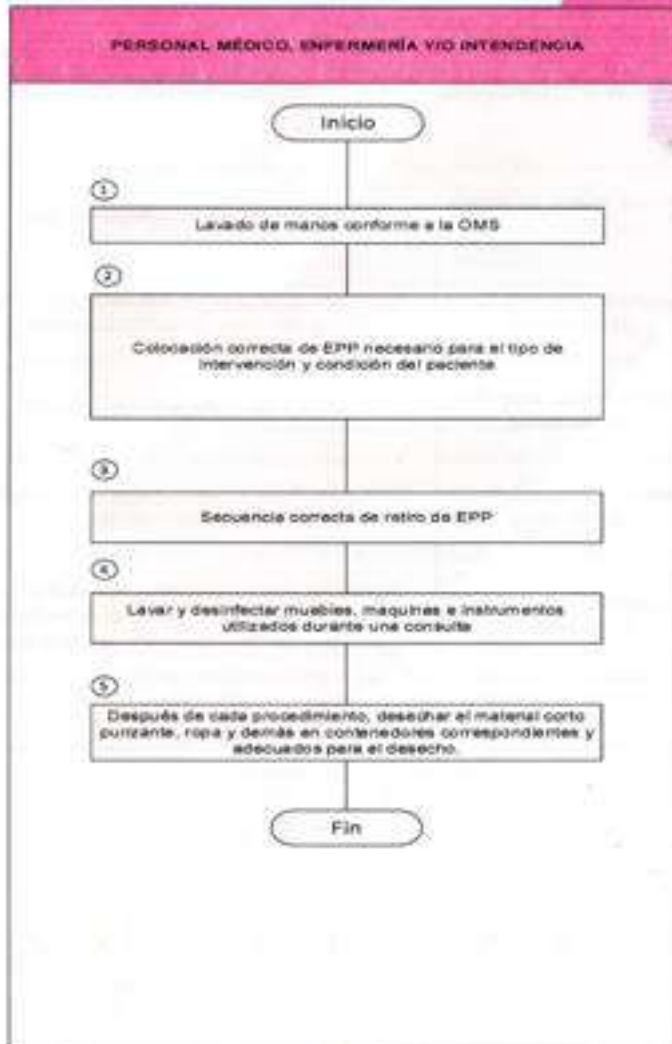 PERSONAL MÉDICO, ENFERMERÍA Y/O INTENDENCIA
Inicio
1
Lavado de manos conforme a la OMS
2
Colocación correcta de EPP necesario para el tipo de
intervención y condición del paciente
3
Secuencia correcta de retiro de EPP
4
Lavar y desinfectar muebles, maquinas e instrumentos
utilizados durante una consulta
5
Después de cada procedimiento, desechar el material corto
punzante, ropa y demás en contenedores correspondientes y
adecuados para el desecho.
Fin